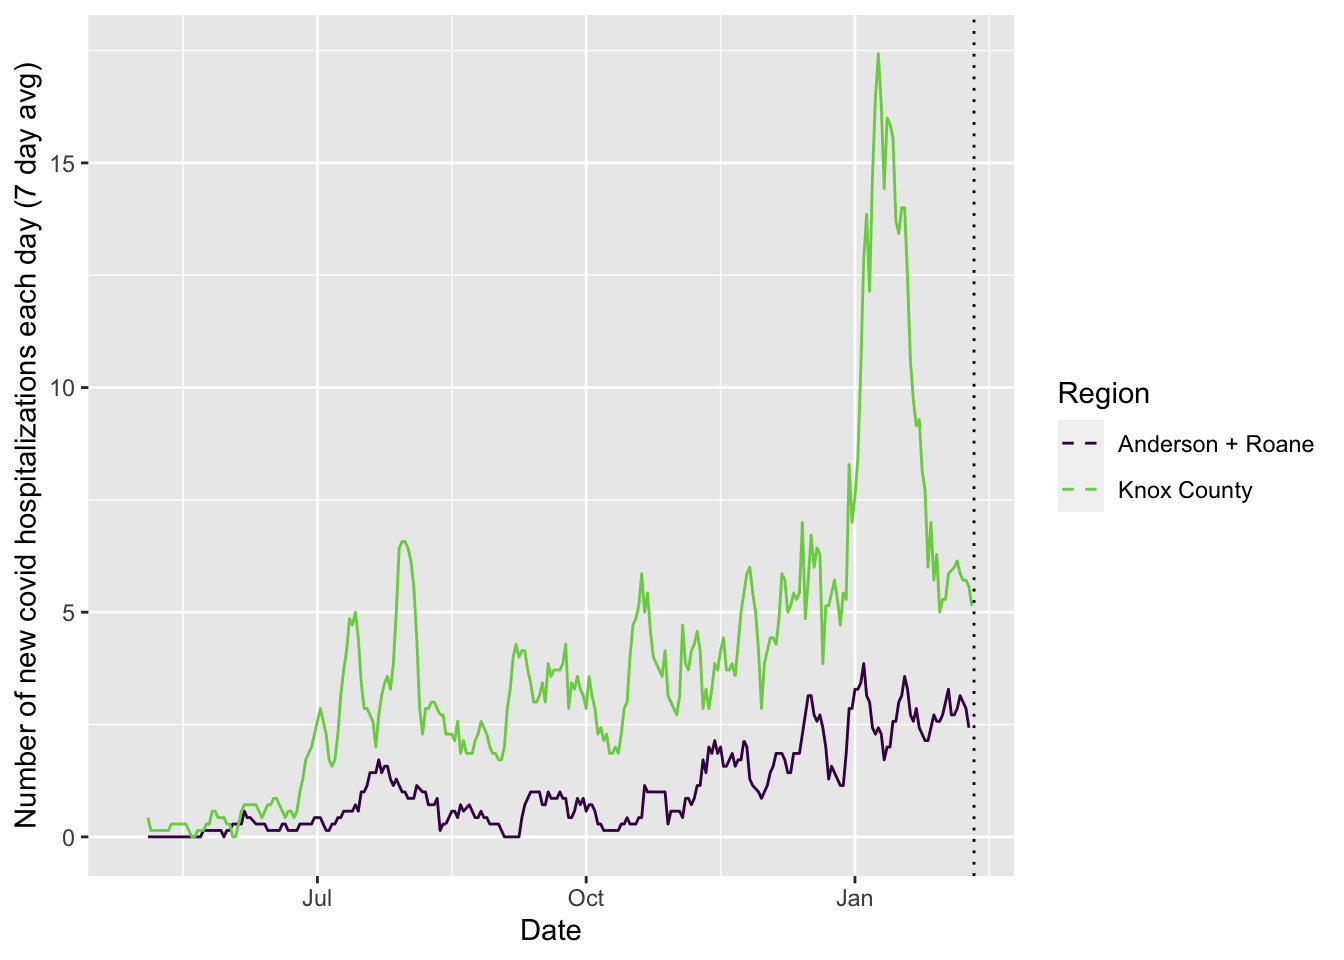 Number of new covid hospitalizations each day (7 day avg)
15
10
5
0
Jul
Oct
Jan
Date
Region
Anderson + Roane
Knox County